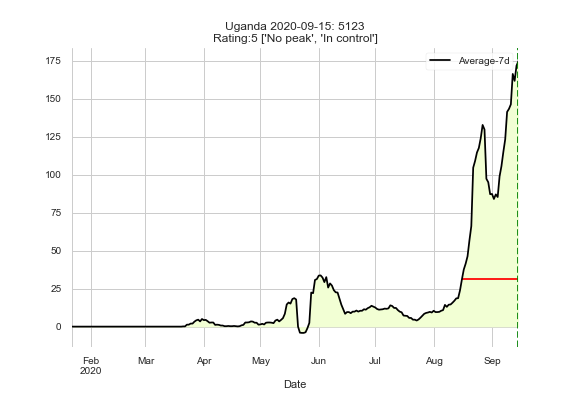 Uganda 2020-09-15: 5123
Rating:5 ['No peak', 'In control']
Average-7d
175
150
125
100
75
50
25
0
Feb Mar Apr May Jun Jul Aug Sep
2020
Date